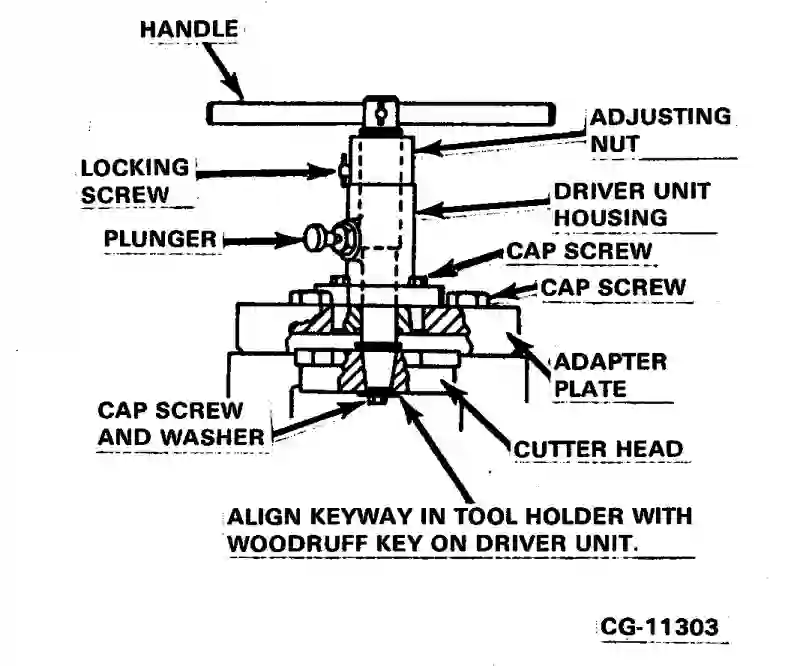 HANDLE
ADJUSTING
NUT
LOCKING
SCREW
DRIVER UNIT
HOUSING
PLUNGER
CAP SCREW
CAP SCREW
ADAPTER
PLATE
CAP SCREW
AND WASHER
CUTTER HEAD
ALIGN KEYWAY IN TOOL HOLDER WITH
WOODRUFF KEY ON DRIVER UNIT.
CG-11303